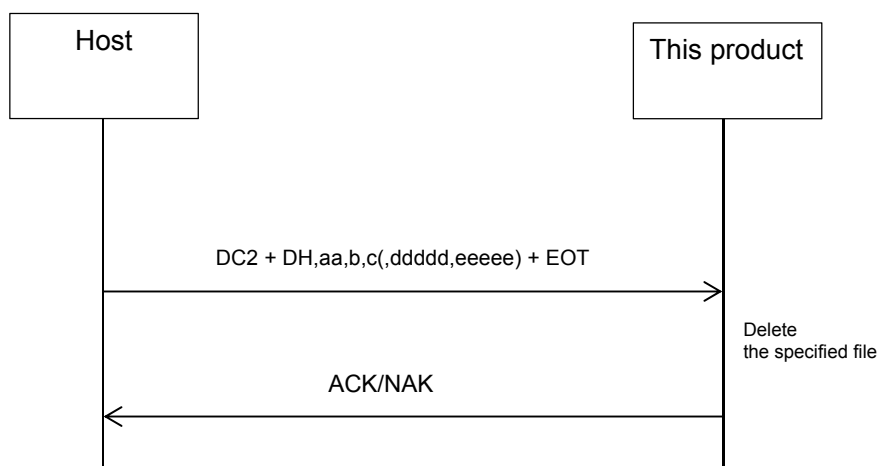 Host
This product
DC2 + DH,aa,b,c(,ddddd,eeeee) + EOT
Delete
the specified file
ACK/NAK